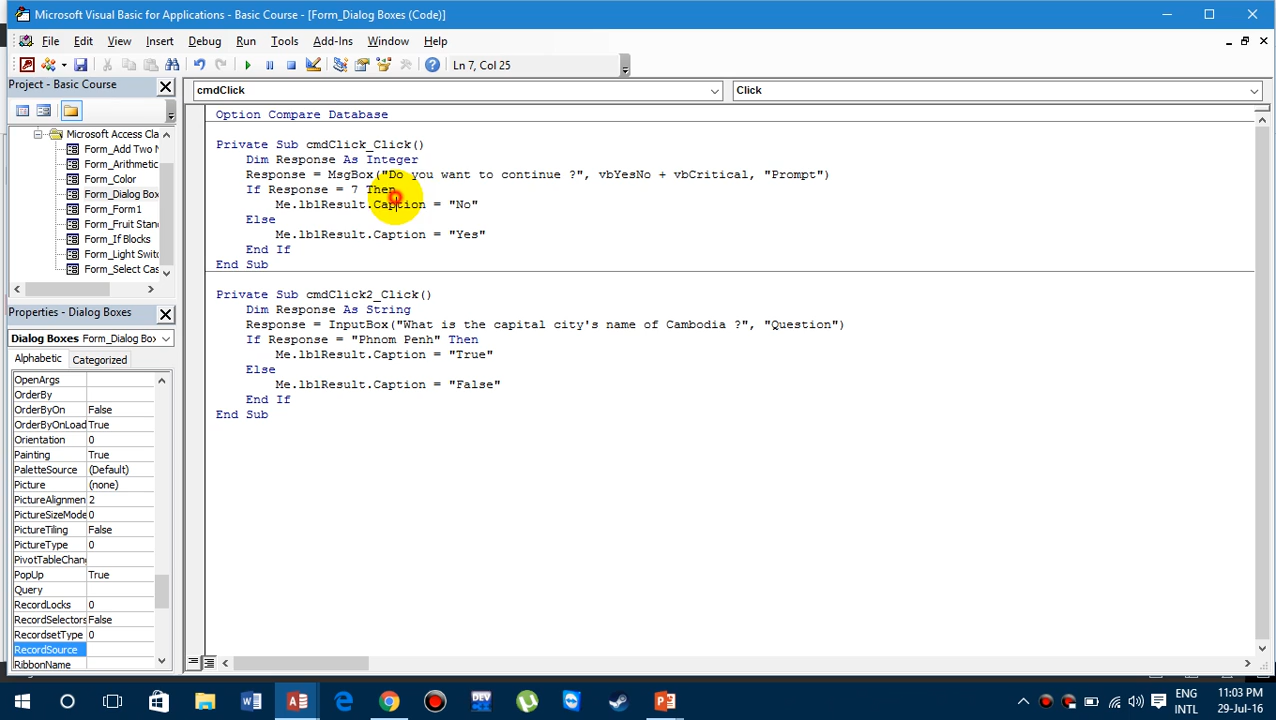 Microsoft Visual Basic for Applications - Basic Course - [Form_Dialog Boxes (Code)]
File Edit View Insert Debug Run Tools Add-Ins Window Help
Ln 7, Col 25
Project - Basic Course
cmdClick Click
Microsoft Access Cla
Form_Add Two N
Form_Arithmetic
Form_Color
Form_Dialog Box
Form_Form1
Form_Fruit Stan
Form_If Blocks
Form_Light Switc
Form_Select Cas
Properties - Dialog Boxes
Dialog Boxes Form_Dialog Box
Alphabetic Categorized
OpenArgs
OrderBy
OrderByOn False
OrderByOnLoad True
Orientation 0
Painting True
PaletteSource (Default)
Picture (none)
PictureAlignmen 2
PictureSizeMode 0
PictureTiling False
PictureType 0
PivotTableChan
PopUp True
Query
RecordLocks 0
RecordSelectors False
RecordsetType 0
RecordSource
RibbonName
Option Compare Database
Private Sub cmdClick_Click()
Dim Response As Integer
Response = MsgBox("Do you want to continue ?", vbYesNo + vbCritical, "Prompt")
If Response = 7 Then
Me.lblResult.Caption = "No"
Else
Me.lblResult.Caption = "Yes"
End If
End Sub
Private Sub cmdClick2_Click()
Dim Response As String
Response = InputBox("What is the capital city's name of Cambodia ?", "Question")
If Response = "Phnom Penh" Then
Me.lblResult.Caption = "True"
Else
Me.lblResult.Caption = "False"
End If
End Sub
ENG
INTL
11:03 PM
29-Jul-16